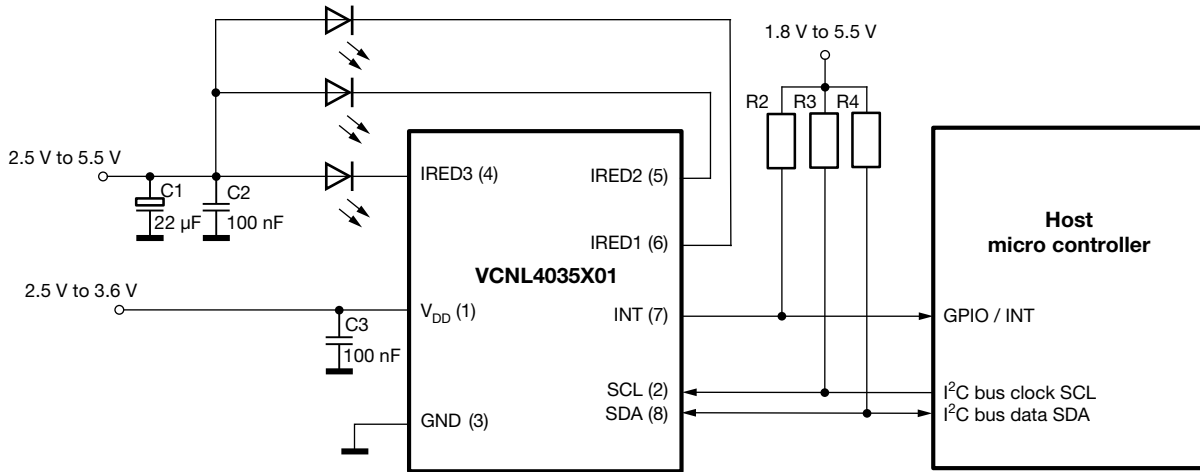 1.8 V to 5.5 V
R2 R3 R4
2.5 V to 5.5 V
C1
22 µF
C2
100 nF
IRED3 (4)
IRED2 (5)
IRED1 (6)
Host
micro controller
VCNL4035X01
2.5 V to 3.6 V
C3
100 nF
V_DD (1)
INT (7)
GPIO / INT
SCL (2)
I²C bus clock SCL
GND (3)
SDA (8)
I²C bus data SDA